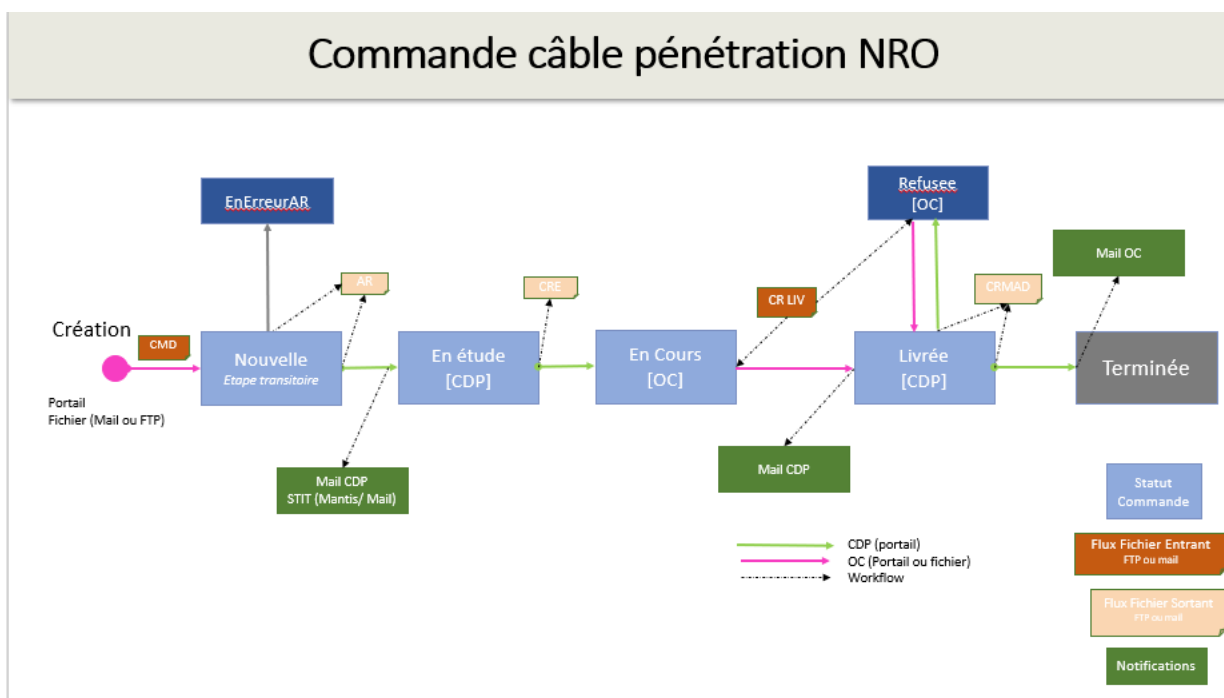 Commande câble pénétration NRO
EnErreurAR
Refusee
[OC]
Mail OC
AR
CRE
CR LIV
CRMAD
Création
CMD
Nouvelle
Etape transitoire
En étude
[CDP]
En Cours
[OC]
Livrée
[CDP]
Terminée
Portail
Fichier (Mail ou FTP)
Mail CDP
STIT (Mantis/ Mail)
Mail CDP
Statut
Commande
CDP (portail)
OC (Portail ou fichier)
Workflow
Flux Fichier Entrant
FTP ou mail
Flux Fichier Sortant
FTP ou mail
Notifications